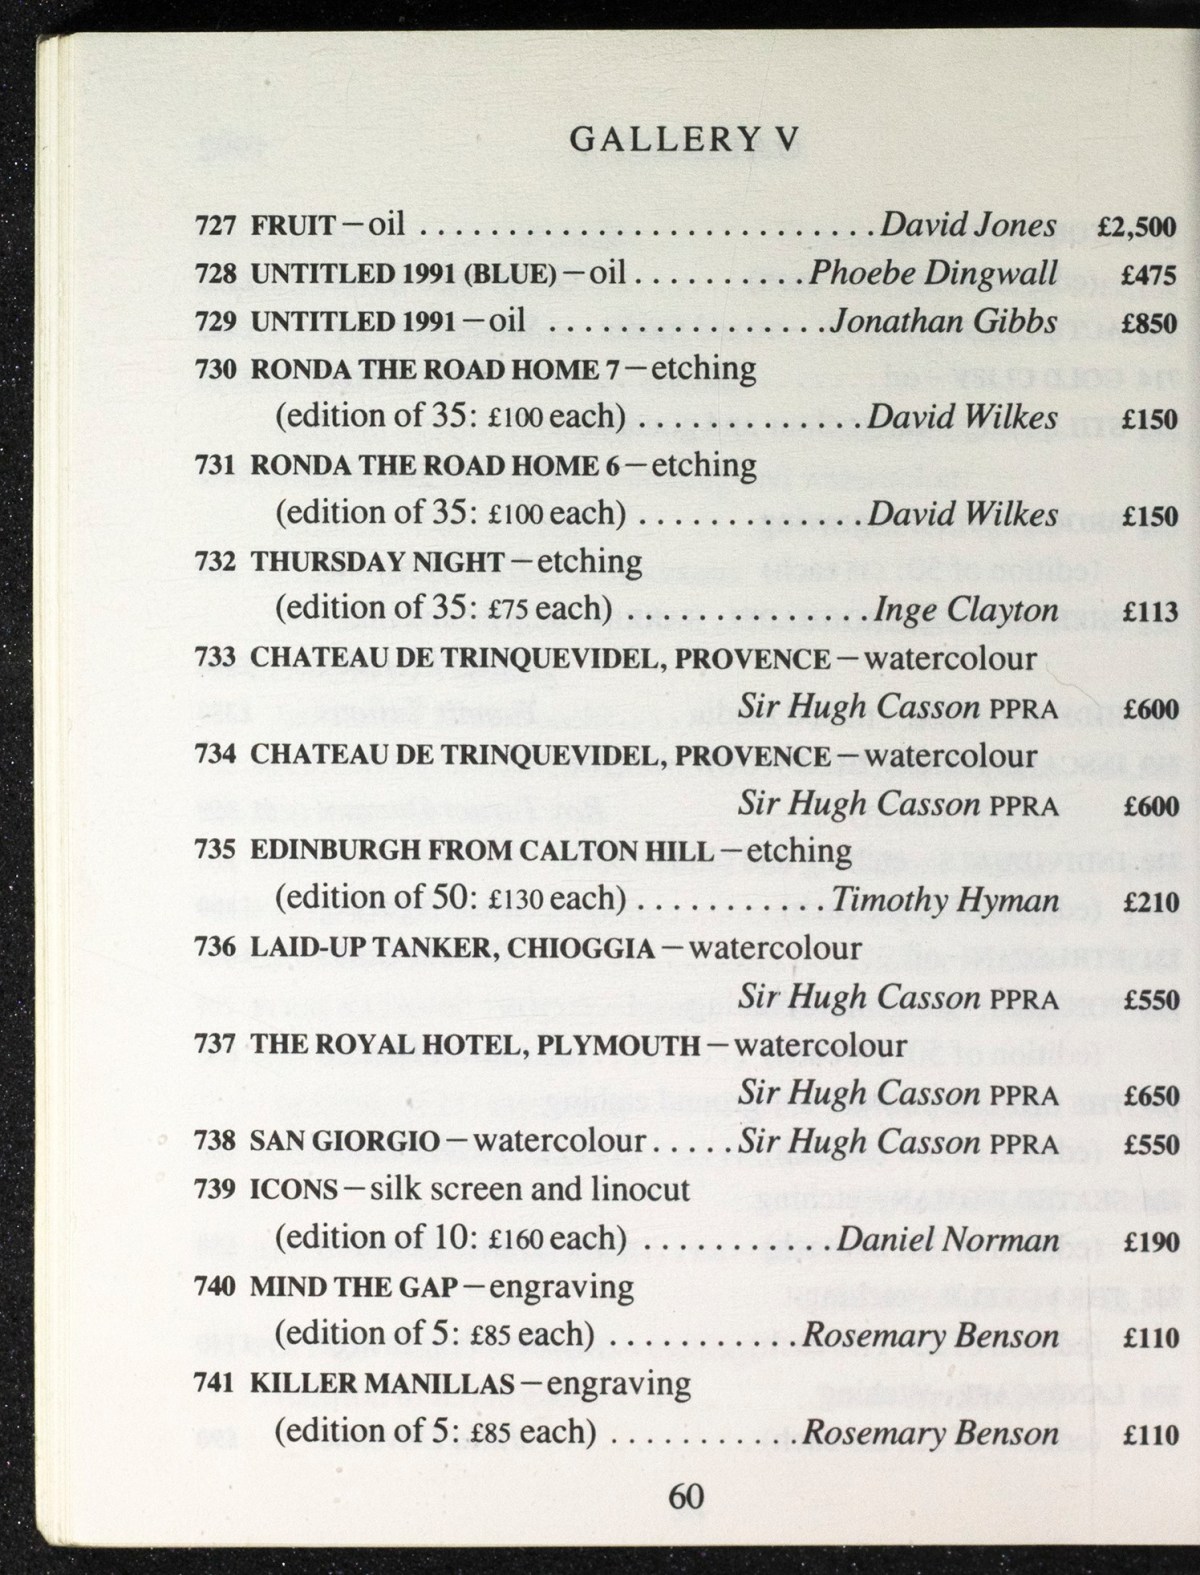 GALLERY V
727 FRUIT—oil ..........................David Jones £2,500
728 UNTITLED 1991 (BLUE)—oil..........Phoebe Dingwall £475
729 UNTITLED 1991—oil ................Jonathan Gibbs £850
730 RONDA THE ROAD HOME 7—etching
(edition of 35: £100 each) .............David Wilkes £150
731 RONDA THE ROAD HOME 6—etching
(edition of 35: £100 each) .............David Wilkes £150
732 THURSDAY NIGHT—etching
(edition of 35: £75 each) ..............Inge Clayton £113
733 CHATEAU DE TRINQUEVIDEL, PROVENCE—watercolour
Sir Hugh Casson PPRA £600
734 CHATEAU DE TRINQUEVIDEL, PROVENCE—watercolour
Sir Hugh Casson PPRA £600
735 EDINBURGH FROM CALTON HILL—etching
(edition of 50: £130 each)...........Timothy Hyman £210
736 LAID-UP TANKER, CHIOGGIA—watercolour
Sir Hugh Casson PPRA £550
737 THE ROYAL HOTEL, PLYMOUTH—watercolour
Sir Hugh Casson PPRA £650
738 SAN GIORGIO—watercolour.....Sir Hugh Casson PPRA £550
739 ICONS—silk screen and linocut
(edition of 10: £160 each) ...........Daniel Norman £190
740 MIND THE GAP—engraving
(edition of 5: £85 each) ...........Rosemary Benson £110
741 KILLER MANILLAS—engraving
(edition of 5: £85 each) ...........Rosemary Benson £110
60